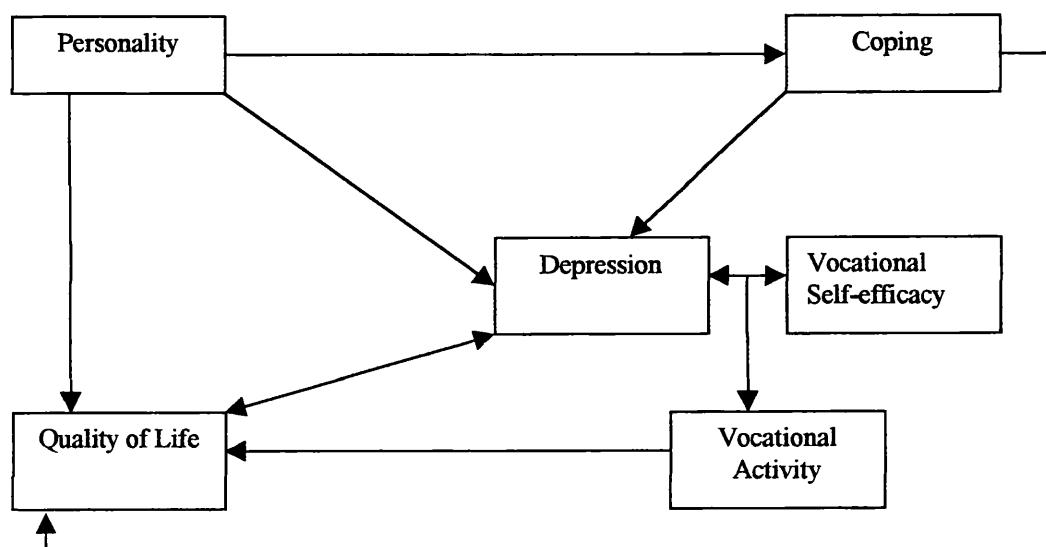 Personality
Coping
Depression
Vocational
Self-efficacy
Quality of Life
Vocational
Activity